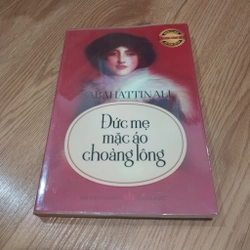 SABAHATTIN ALI
Đức mẹ
mặc áo
choàng lông